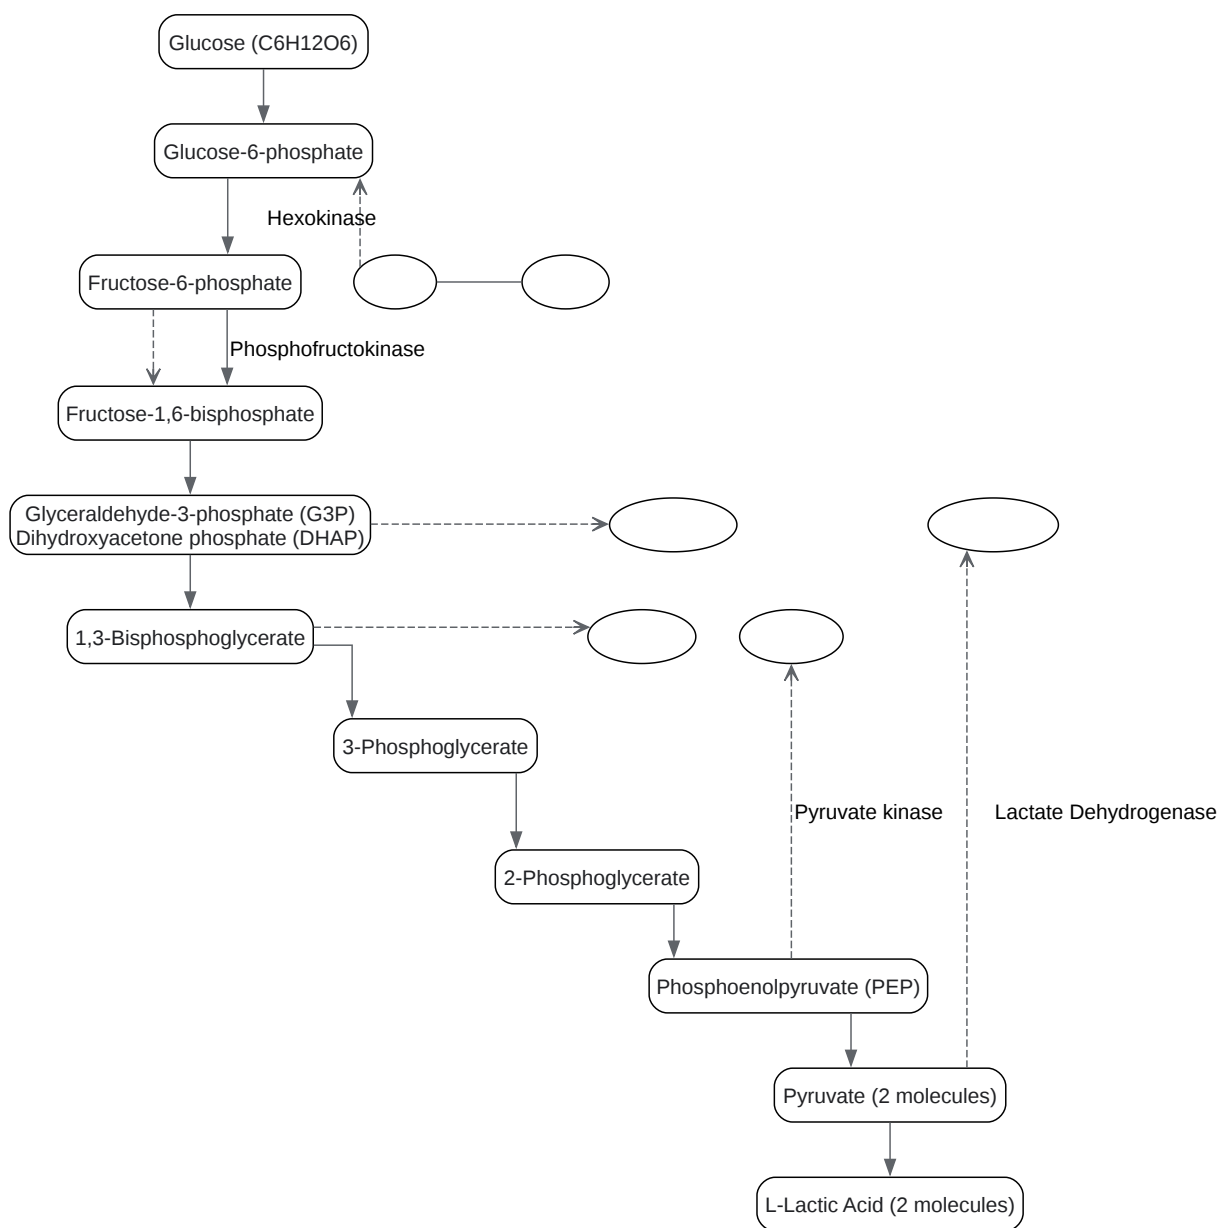 Glucose (C6H12O6)
Glucose-6-phosphate
Hexokinase
Fructose-6-phosphate
Phosphofructokinase
Fructose-1,6-bisphosphate
Glyceraldehyde-3-phosphate (G3P)
Dihydroxyacetone phosphate (DHAP)
1,3-Bisphosphoglycerate
3-Phosphoglycerate
Pyruvate kinase
Lactate Dehydrogenase
2-Phosphoglycerate
Phosphoenolpyruvate (PEP)
Pyruvate (2 molecules)
L-Lactic Acid (2 molecules)